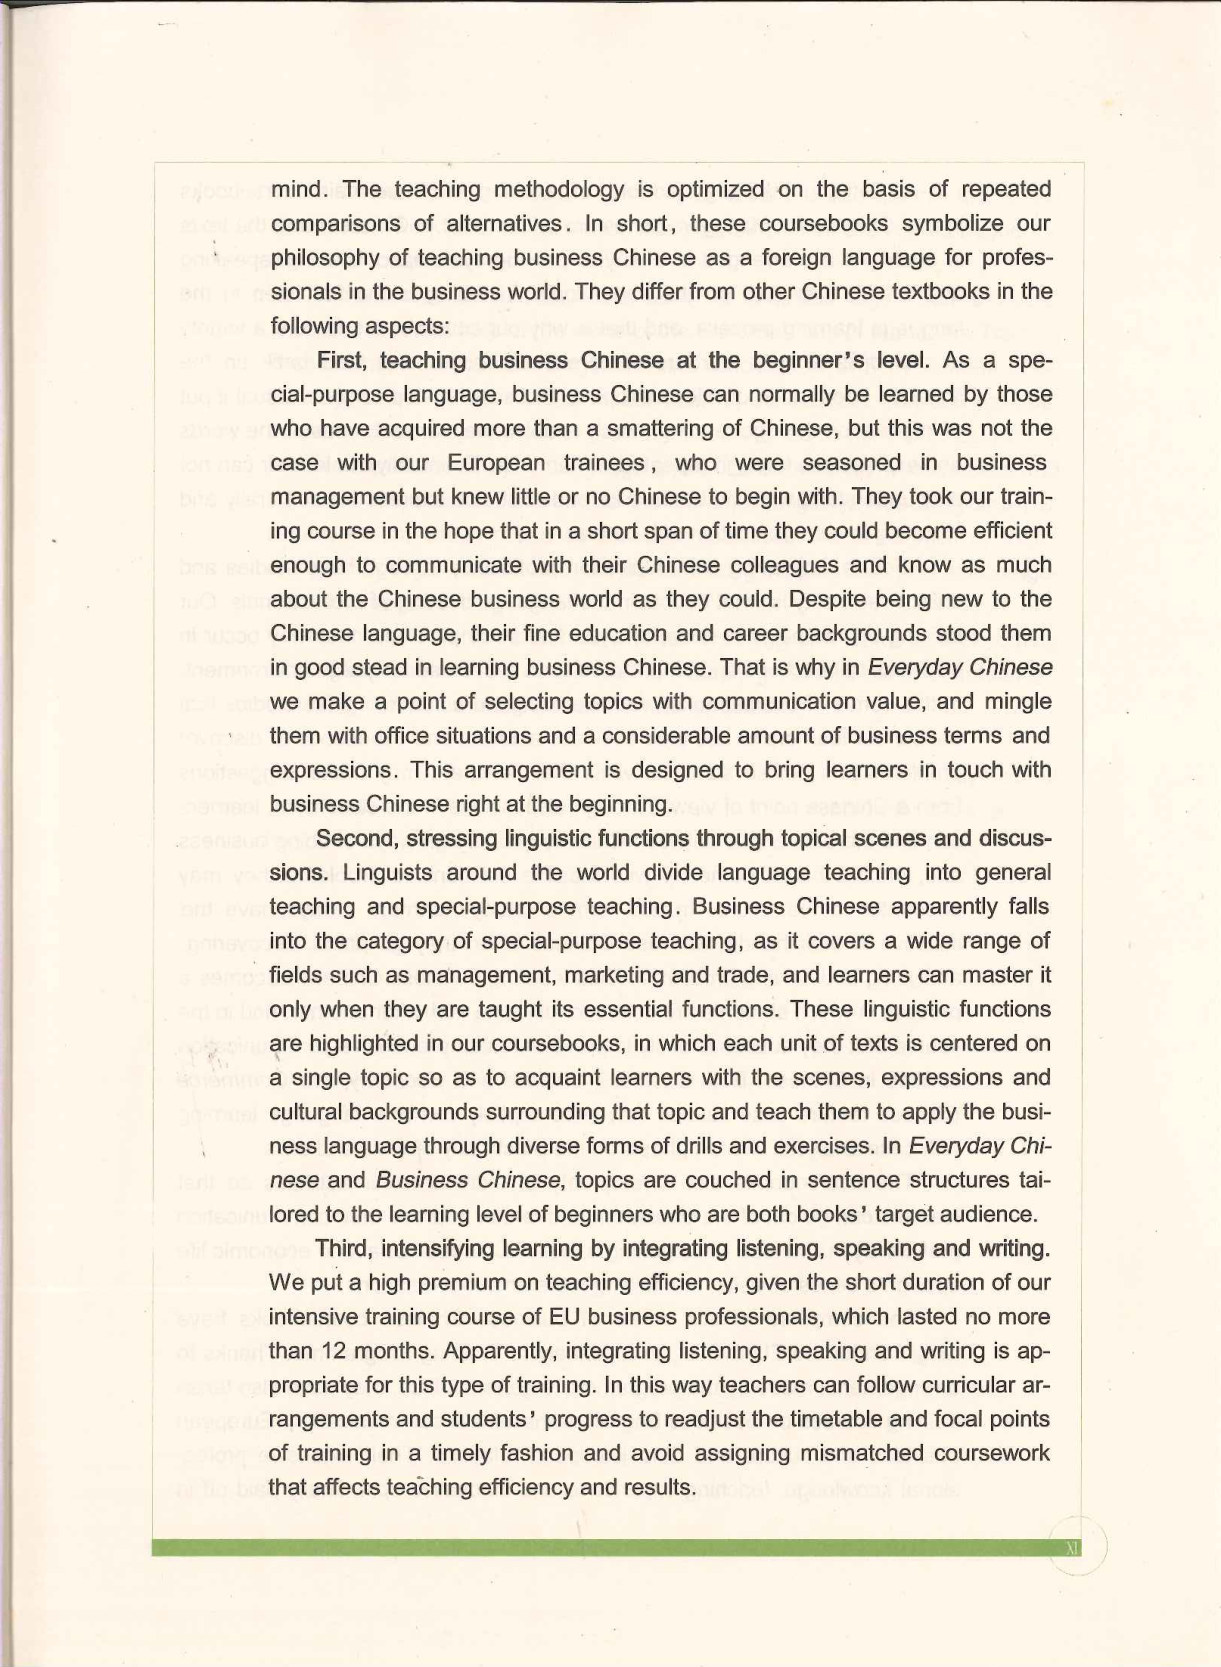 mind. The teaching methodology is optimized on the basis of repeated
comparisons of alternatives. In short, these coursebooks symbolize our
philosophy of teaching business Chinese as a foreign language for profes-
sionals in the business world. They differ from other Chinese textbooks in the
following aspects:
First, teaching business Chinese at the beginner's level. As a spe-
cial-purpose language, business Chinese can normally be learned by those
who have acquired more than a smattering of Chinese, but this was not the
case with our European trainees, who were seasoned in business
management but knew little or no Chinese to begin with. They took our train-
ing course in the hope that in a short span of time they could become efficient
enough to communicate with their Chinese colleagues and know as much
about the Chinese business world as they could. Despite being new to the
Chinese language, their fine education and career backgrounds stood them
in good stead in learning business Chinese. That is why in Everyday Chinese
we make a point of selecting topics with communication value, and mingle
them with office situations and a considerable amount of business terms and
expressions. This arrangement is designed to bring learners in touch with
business Chinese right at the beginning.
Second, stressing linguistic functions through topical scenes and discus-
sions. Linguists around the world divide language teaching into general
teaching and special-purpose teaching. Business Chinese apparently falls
into the category of special-purpose teaching, as it covers a wide range of
fields such as management, marketing and trade, and learners can master it
only when they are taught its essential functions. These linguistic functions
are highlighted in our coursebooks, in which each unit of texts is centered on
a single topic so as to acquaint learners with the scenes, expressions and
cultural backgrounds surrounding that topic and teach them to apply the busi-
ness language through diverse forms of drills and exercises. In Everyday Chi-
nese and Business Chinese, topics are couched in sentence structures tai-
lored to the learning level of beginners who are both books' target audience.
Third, intensifying learning by integrating listening, speaking and writing.
We put a high premium on teaching efficiency, given the short duration of our
intensive training course of EU business professionals, which lasted no more
than 12 months. Apparently, integrating listening, speaking and writing is ap-
propriate for this type of training. In this way teachers can follow curricular ar-
rangements and students' progress to readjust the timetable and focal points
of training in a timely fashion and avoid assigning mismatched coursework
that affects teaching efficiency and results.
XI